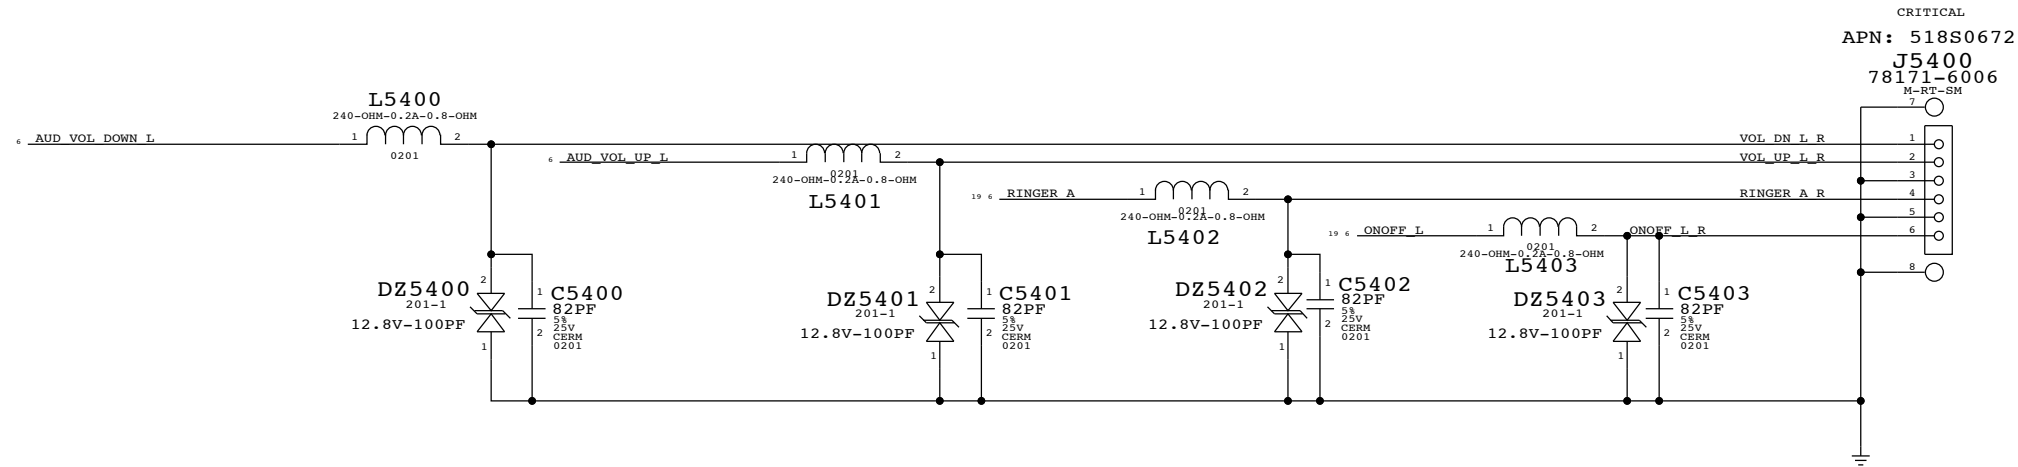 CRITICAL
APN: 518S0672
J5400
78171-6006
M-RT-SM
7
L5400
240-OHM-0.2A-0.8-OHM
6 AUD_VOL_DOWN_L 1 2 VOL_DN_L_R 1
0201
6 AUD_VOL_UP_L 1 2 VOL_UP_L_R 2
0201
240-OHM-0.2A-0.8-OHM
L5401
3
19 6 RINGER_A 1 2 RINGER_A_R 4
0201
240-OHM-0.2A-0.8-OHM
L5402
5
19 6 ONOFF_L 1 2 ONOFF_L_R 6
0201
240-OHM-0.2A-0.8-OHM
L5403
8
2
DZ5400
201-1
12.8V-100PF
1
1
C5400
82PF
5%
25V
CERM
0201
2
2
DZ5401
201-1
12.8V-100PF
1
1
C5401
82PF
5%
25V
CERM
0201
2
2
DZ5402
201-1
12.8V-100PF
1
1
C5402
82PF
5%
25V
CERM
0201
2
2
DZ5403
201-1
12.8V-100PF
1
1
C5403
82PF
5%
25V
CERM
0201
2